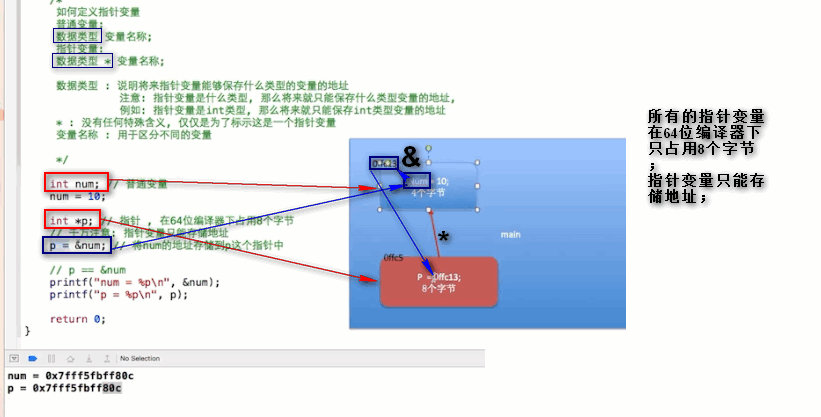 /*
如何定义指针变量
普通变量:
数据类型 变量名称;
指针变量:
数据类型 * 变量名称;
数据类型 : 说明将来指针变量能够保存什么类型的变量的地址
注意: 指针变量是什么类型, 那么将来就只能保存什么类型变量的地址,
例如: 指针变量是int类型, 那么将来就只能保存int类型变量的地址
* : 没有任何特殊含义, 仅仅是为了标示这是一个指针变量
变量名称 : 用于区分不同的变量
*/
int num; // 普通变量
num = 10;
int *p; // 指针 , 在64位编译器下占用8个字节
// 千万注意: 指针变量只能存储地址
p = &num; // 将num的地址存储到p这个指针中
// p == &num
printf("num = %p\n", &num);
printf("p = %p\n", p);
return 0;
}
&
num = 10;
4个字节
*
main
0ffc5
P = 0ffc13;
8个字节
所有的指针变量
在64位编译器下
只占用8个字节
;
指针变量只能存
储地址;
No Selection
num = 0x7fff5fbff80c
p = 0x7fff5fbff80c